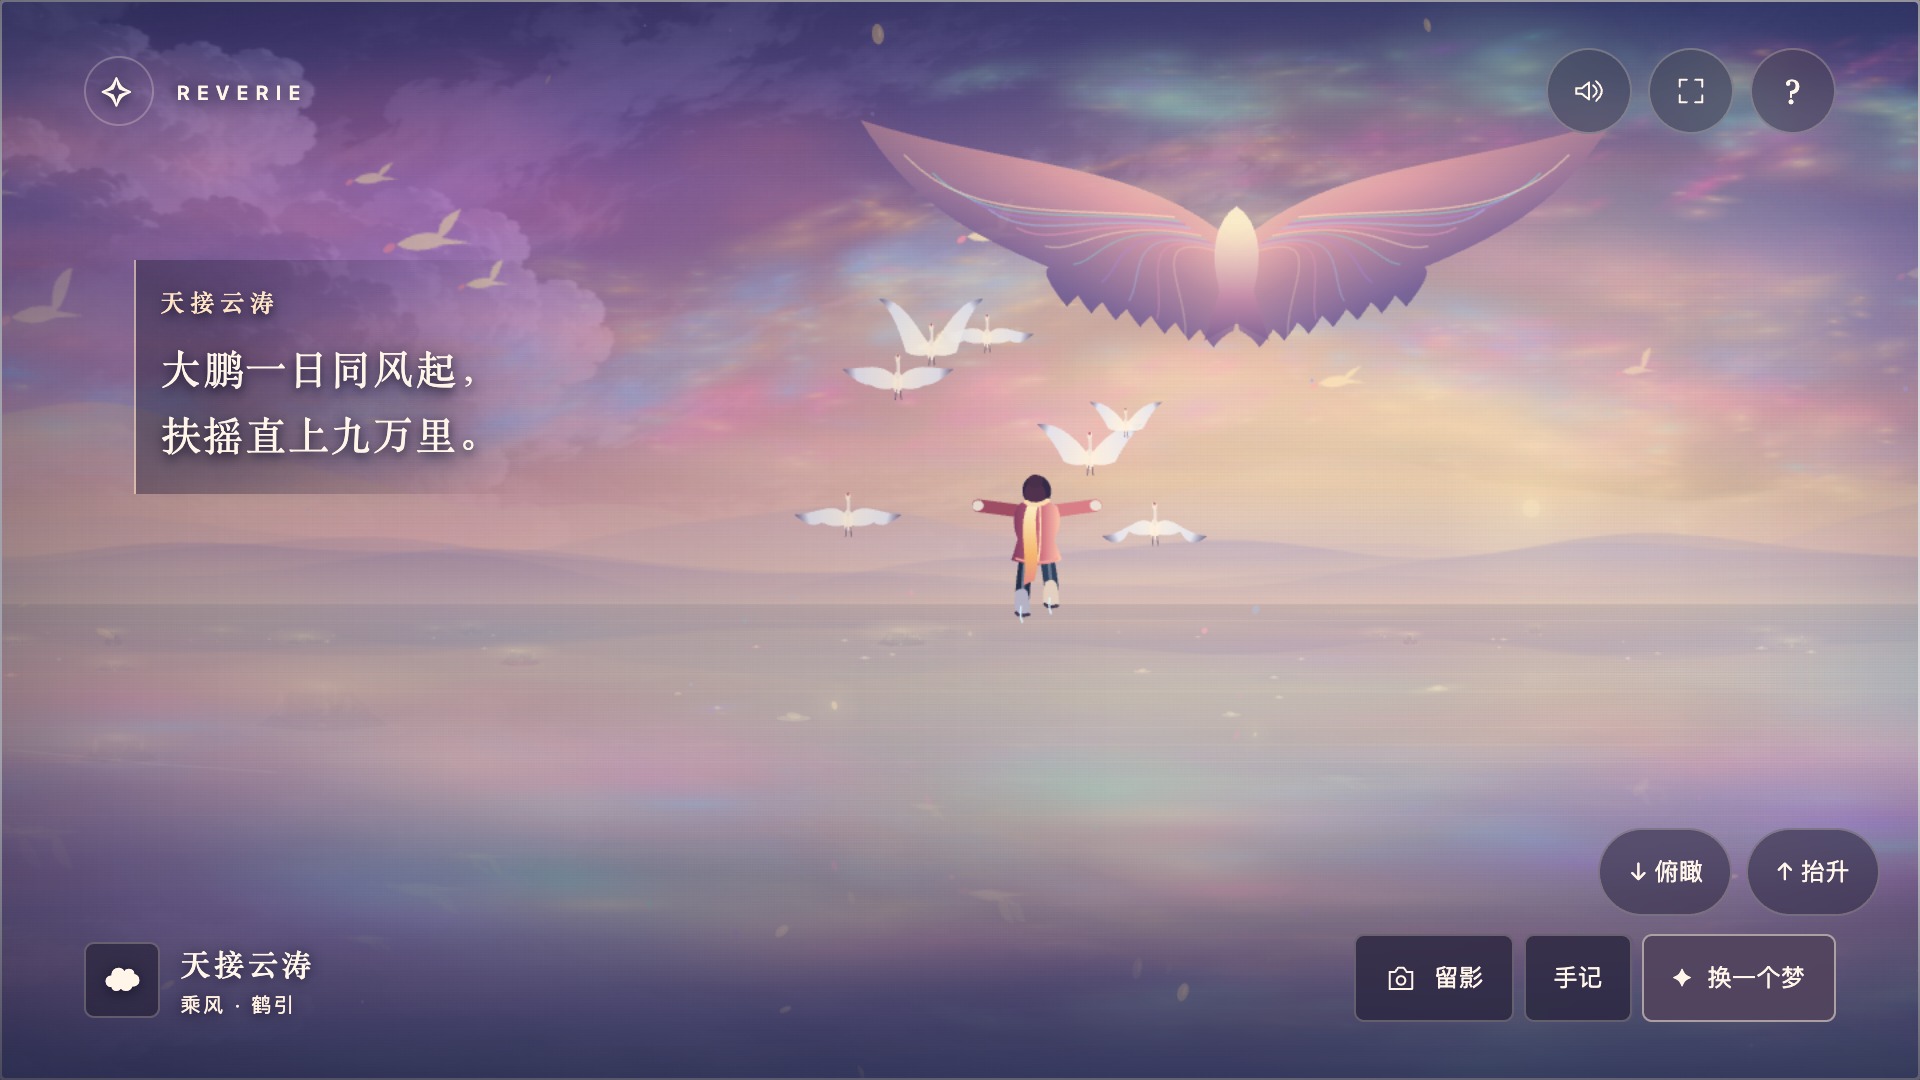 REVERIE
?
天接云涛
大鹏一日同风起，
扶摇直上九万里。
↓ 俯瞰
↑ 抬升
天接云涛
乘风 · 鹤引
留影
手记
换一个梦